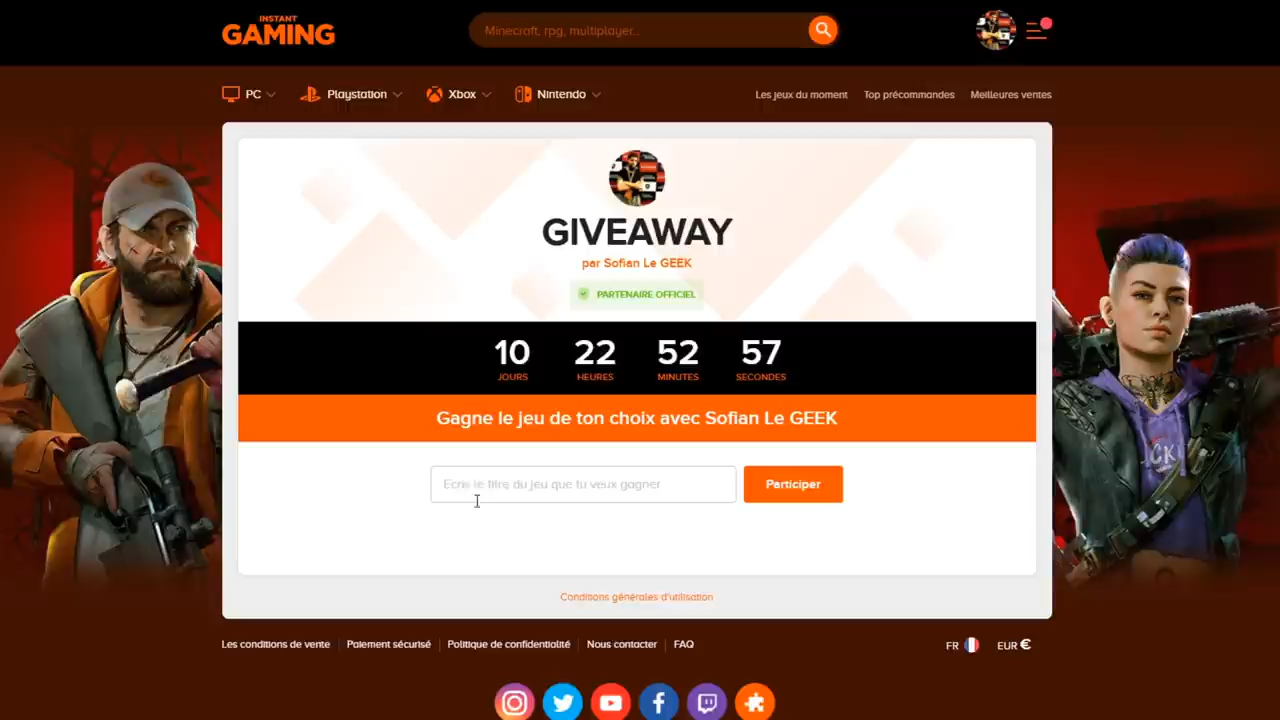 INSTANT
GAMING
Minecraft, rpg, multiplayer...
PC
Playstation
Xbox
Nintendo
Les jeux du moment
Top précommandes
Meilleures ventes
GIVEAWAY
par Sofian Le GEEK
PARTENAIRE OFFICIEL
10 22 52 57
JOURS HEURES MINUTES SECONDES
Gagne le jeu de ton choix avec Sofian Le GEEK
Ecris le titre du jeu que tu veux gagner
Participer
Conditions générales d'utilisation
Les conditions de vente
Paiement sécurisé
Politique de confidentialité
Nous contacter
FAQ
FR
EUR €